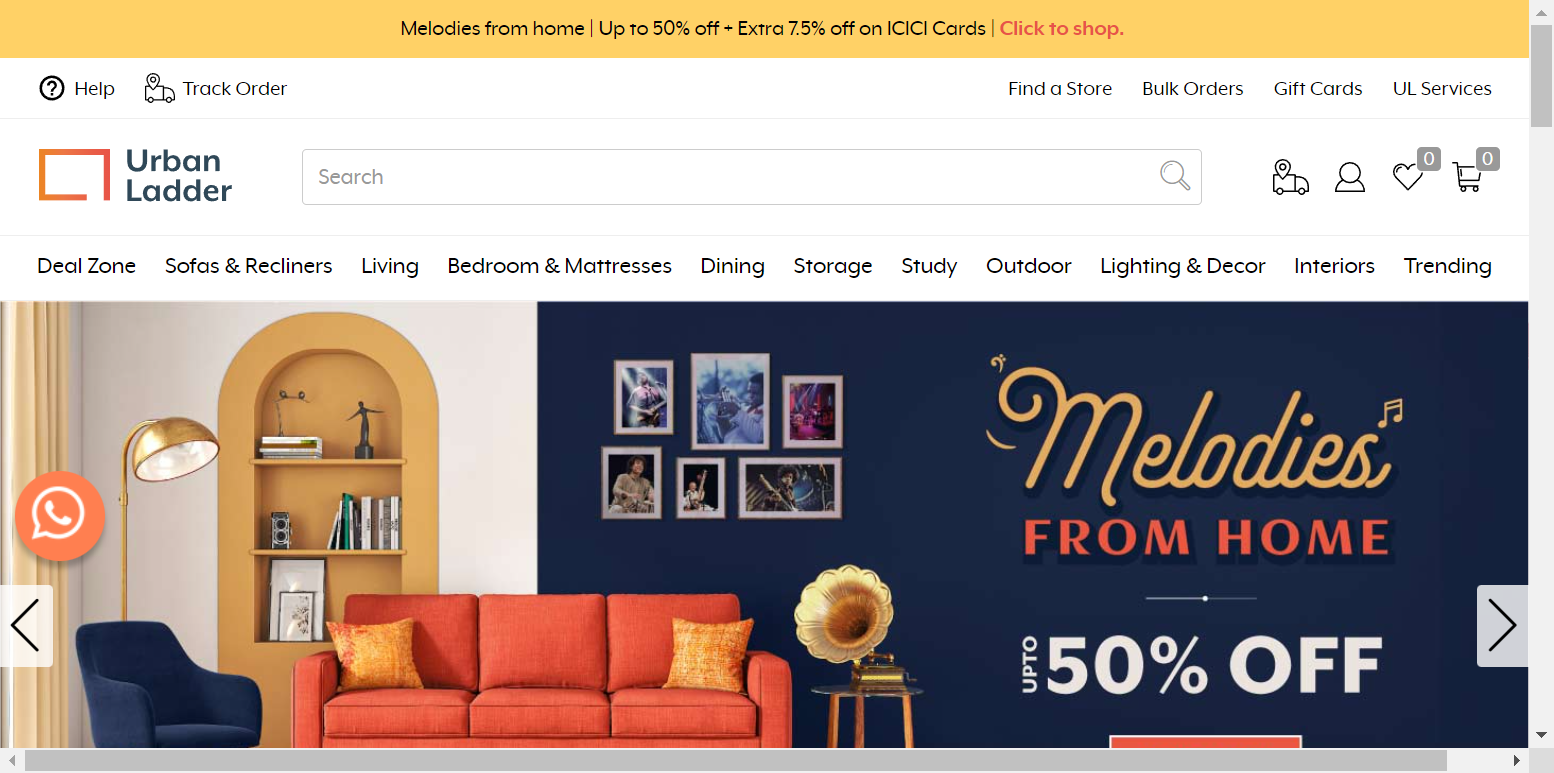 Melodies from home | Up to 50% off + Extra 7.5% off on ICICI Cards | Click to shop.
Help Track Order Find a Store Bulk Orders Gift Cards UL Services
Urban
Ladder
Search
0
0
Deal Zone Sofas & Recliners Living Bedroom & Mattresses Dining Storage Study Outdoor Lighting & Decor Interiors Trending
Melodies
FROM HOME
UPTO 50% OFF